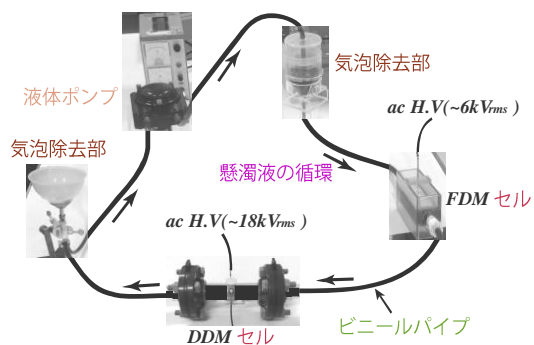 気泡除去部
液体ポンプ
ac H.V(~6kVrms )
気泡除去部
懸濁液の循環
FDM セル
ac H.V(~18kVrms )
DDM セル
ビニールパイプ